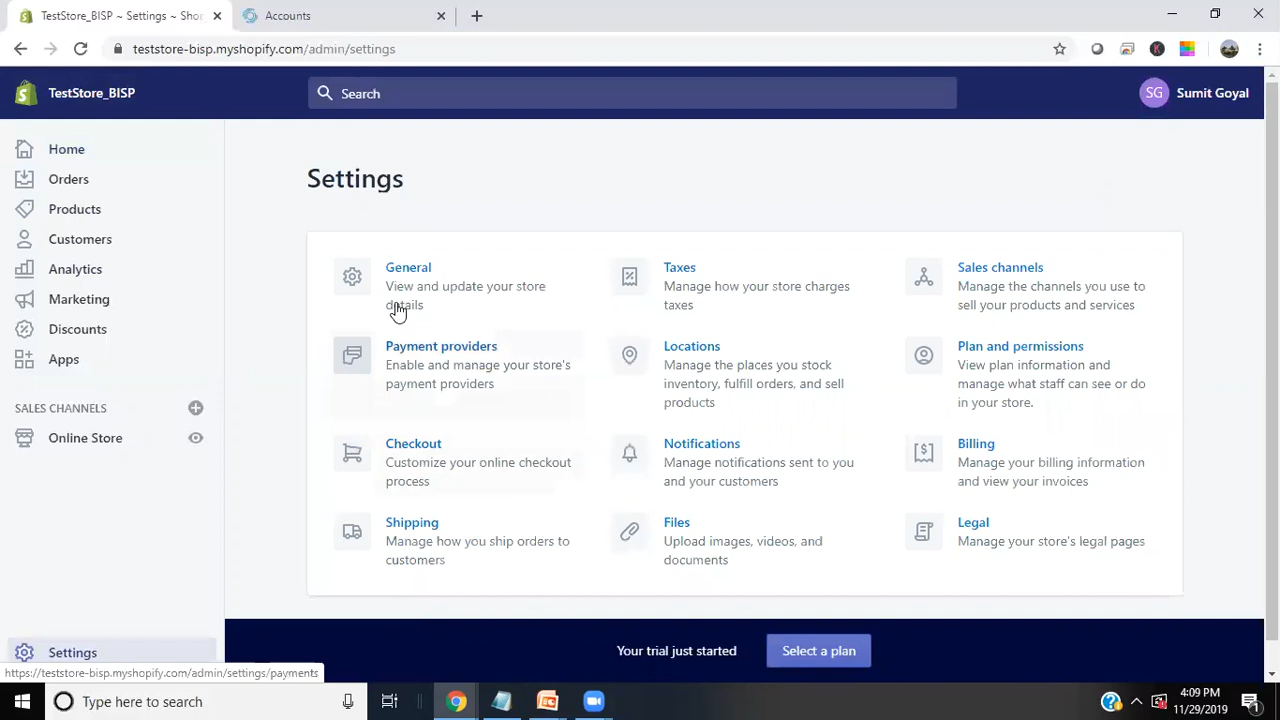 TestStore_BISP ~ Settings ~ Sho
Accounts
teststore-bisp.myshopify.com/admin/settings
TestStore_BISP
Search
SG
Sumit Goyal
Home
Orders
Products
Customers
Analytics
Marketing
Discounts
Apps
SALES CHANNELS
Online Store
Settings
Settings
General
View and update your store
details
Payment providers
Enable and manage your store's
payment providers
Checkout
Customize your online checkout
process
Shipping
Manage how you ship orders to
customers
Taxes
Manage how your store charges
taxes
Locations
Manage the places you stock
inventory, fulfill orders, and sell
products
Notifications
Manage notifications sent to you
and your customers
Files
Upload images, videos, and
documents
Sales channels
Manage the channels you use to
sell your products and services
Plan and permissions
View plan information and
manage what staff can see or do
in your store.
Billing
Manage your billing information
and view your invoices
Legal
Manage your store's legal pages
Your trial just started
Select a plan
https://teststore-bisp.myshopify.com/admin/settings/payments
Type here to search
4:09 PM
11/29/2019